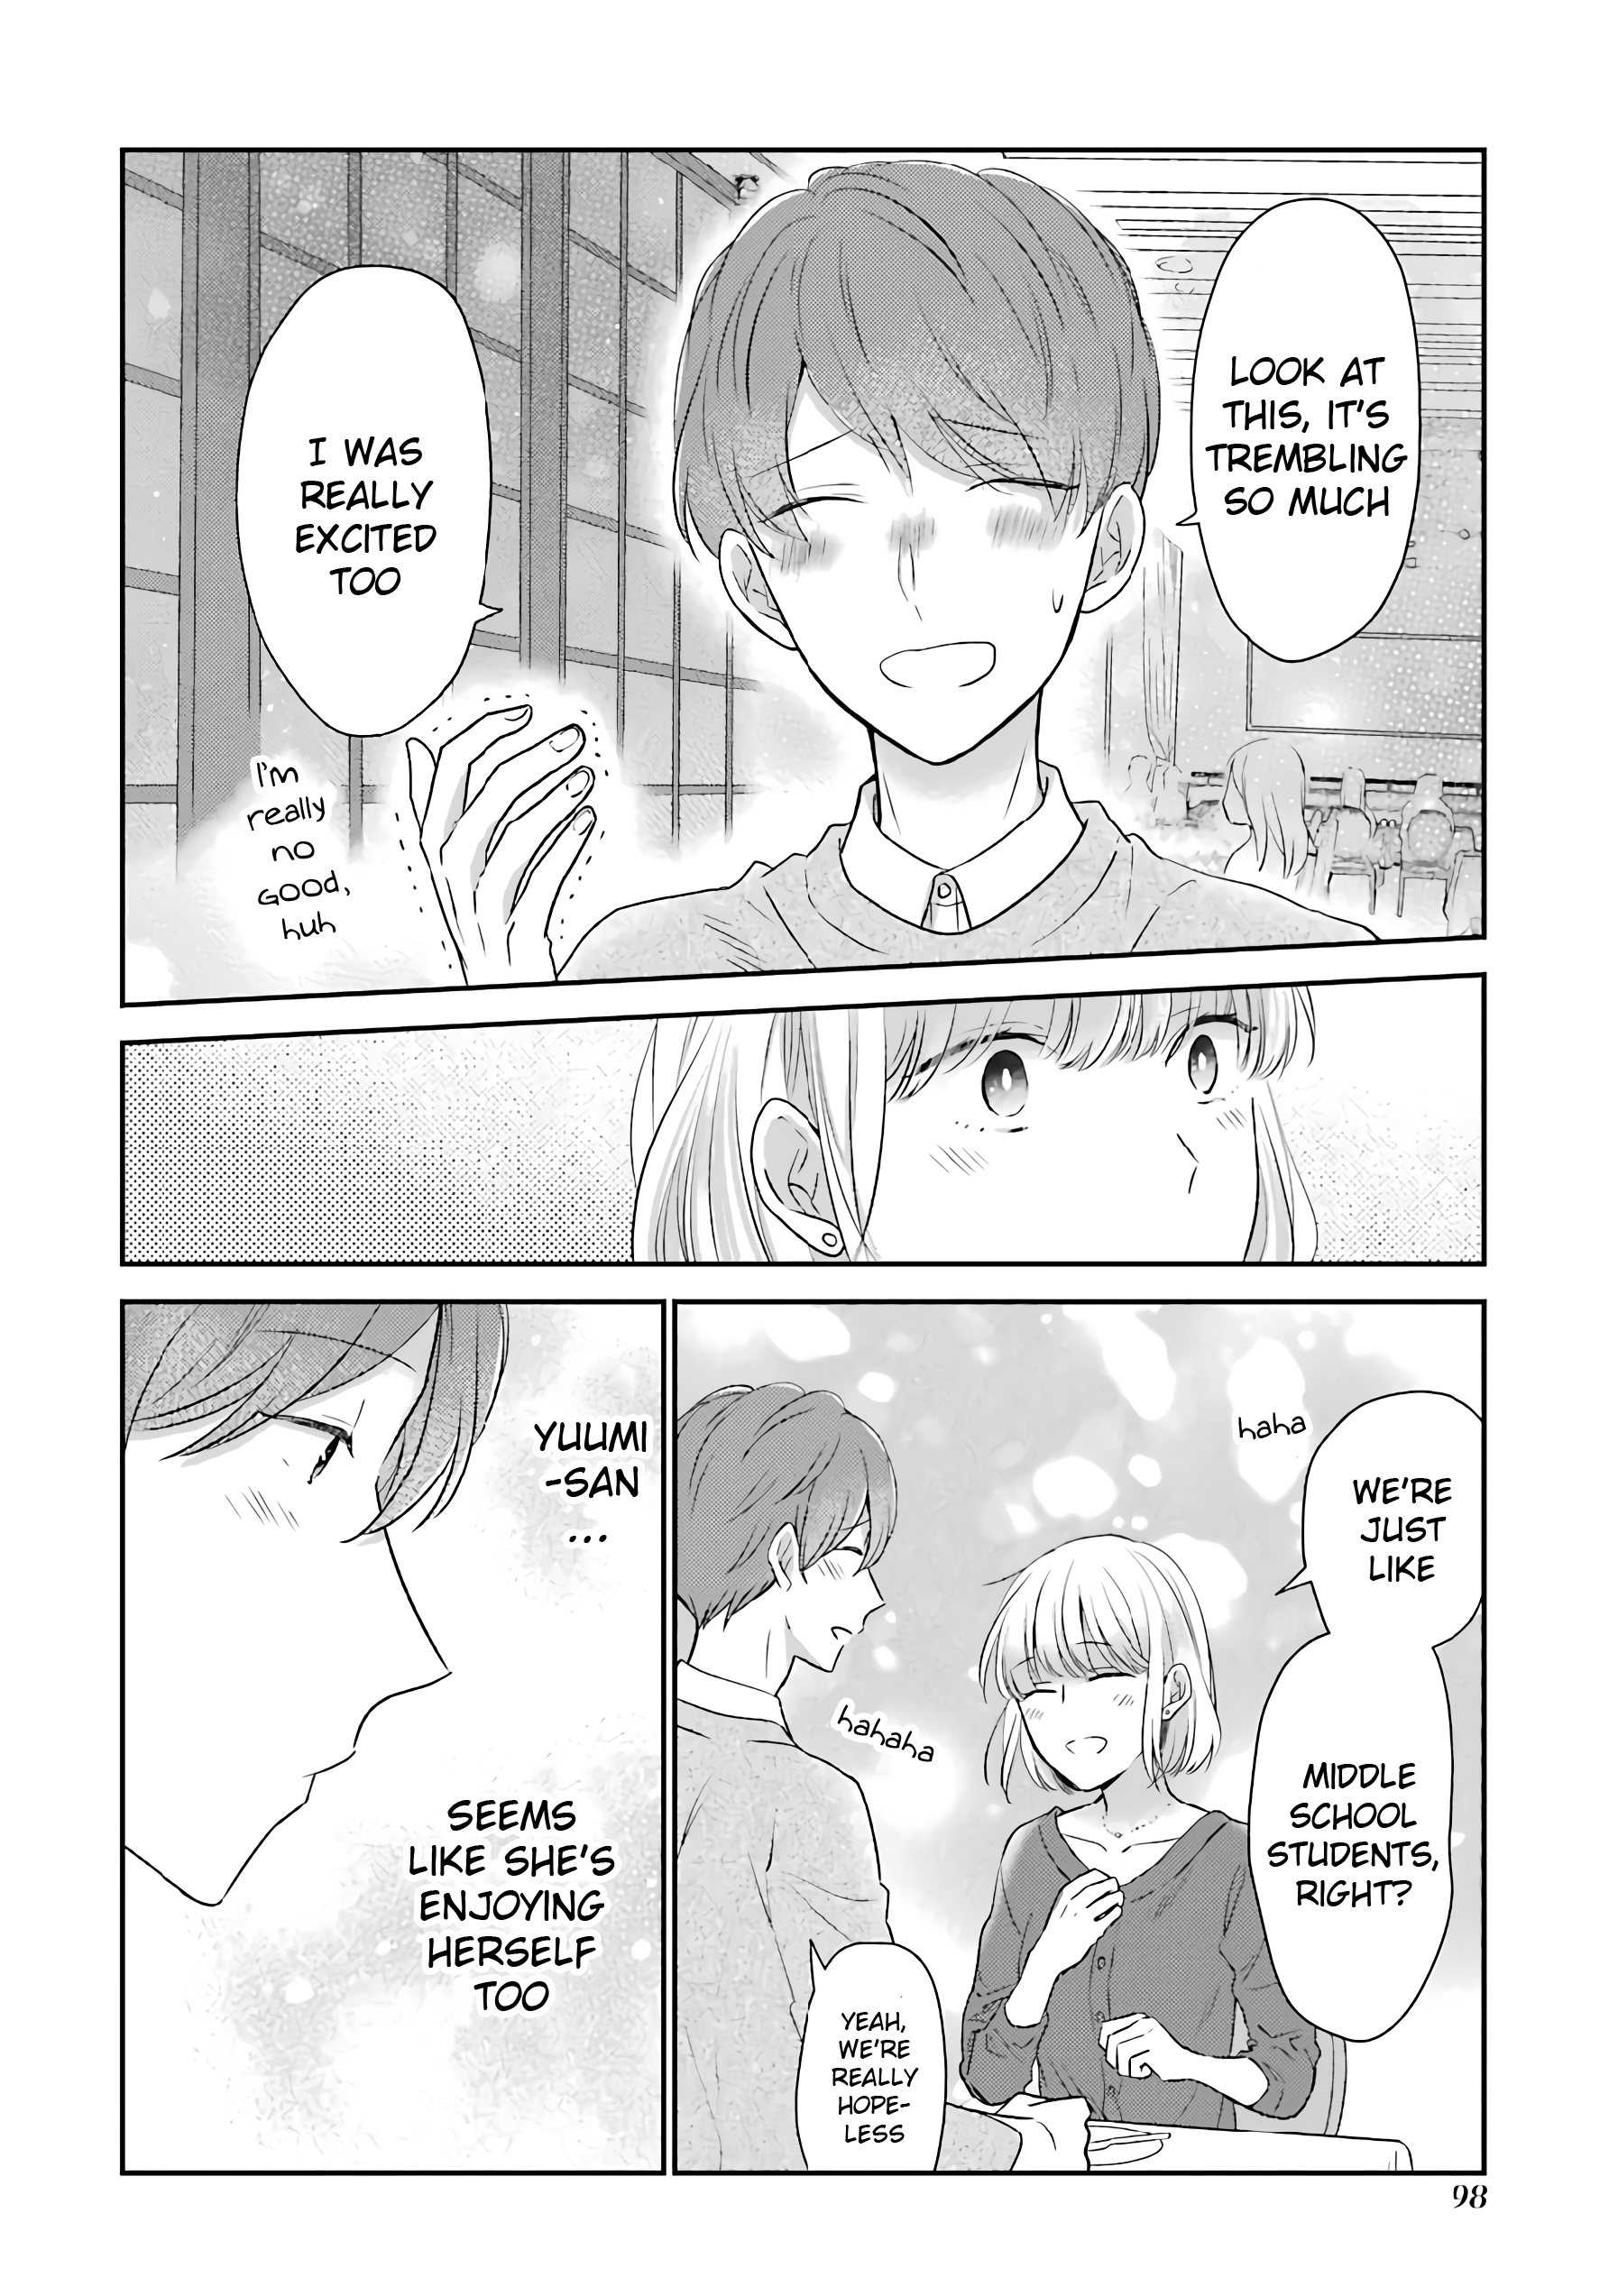 LOOK AT
THIS, IT'S
TREMBLING
SO MUCH
I WAS
REALLY
EXCITED
TOO
I'm
really
no
GOOD,
huh
WE'RE
JUST
LIKE
haha
MIDDLE
SCHOOL
STUDENTS,
RIGHT?
hahaha
YEAH,
WE'RE
REALLY
HOPE-
LESS
YUUMI
-SAN
...
SEEMS
LIKE SHE'S
ENJOYING
HERSELF
TOO
98